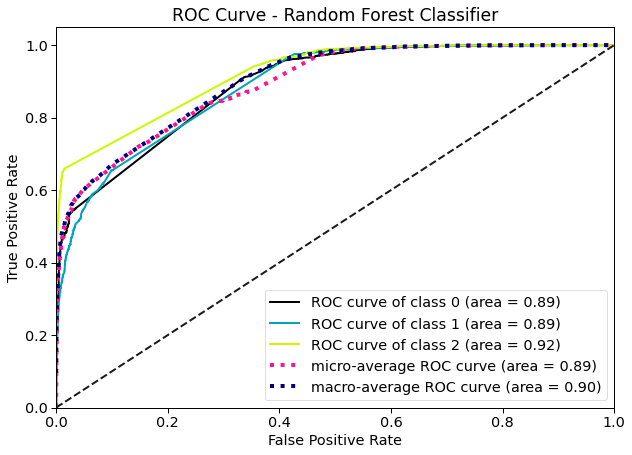 ROC Curve - Random Forest Classifier
1.0
0.8
0.6
0.4
0.2
0.0
True Positive Rate
ROC curve of class 0 (area = 0.89)
ROC curve of class 1 (area = 0.89)
ROC curve of class 2 (area = 0.92)
micro-average ROC curve (area = 0.89)
macro-average ROC curve (area = 0.90)
0.0 0.2 0.4 0.6 0.8 1.0
False Positive Rate